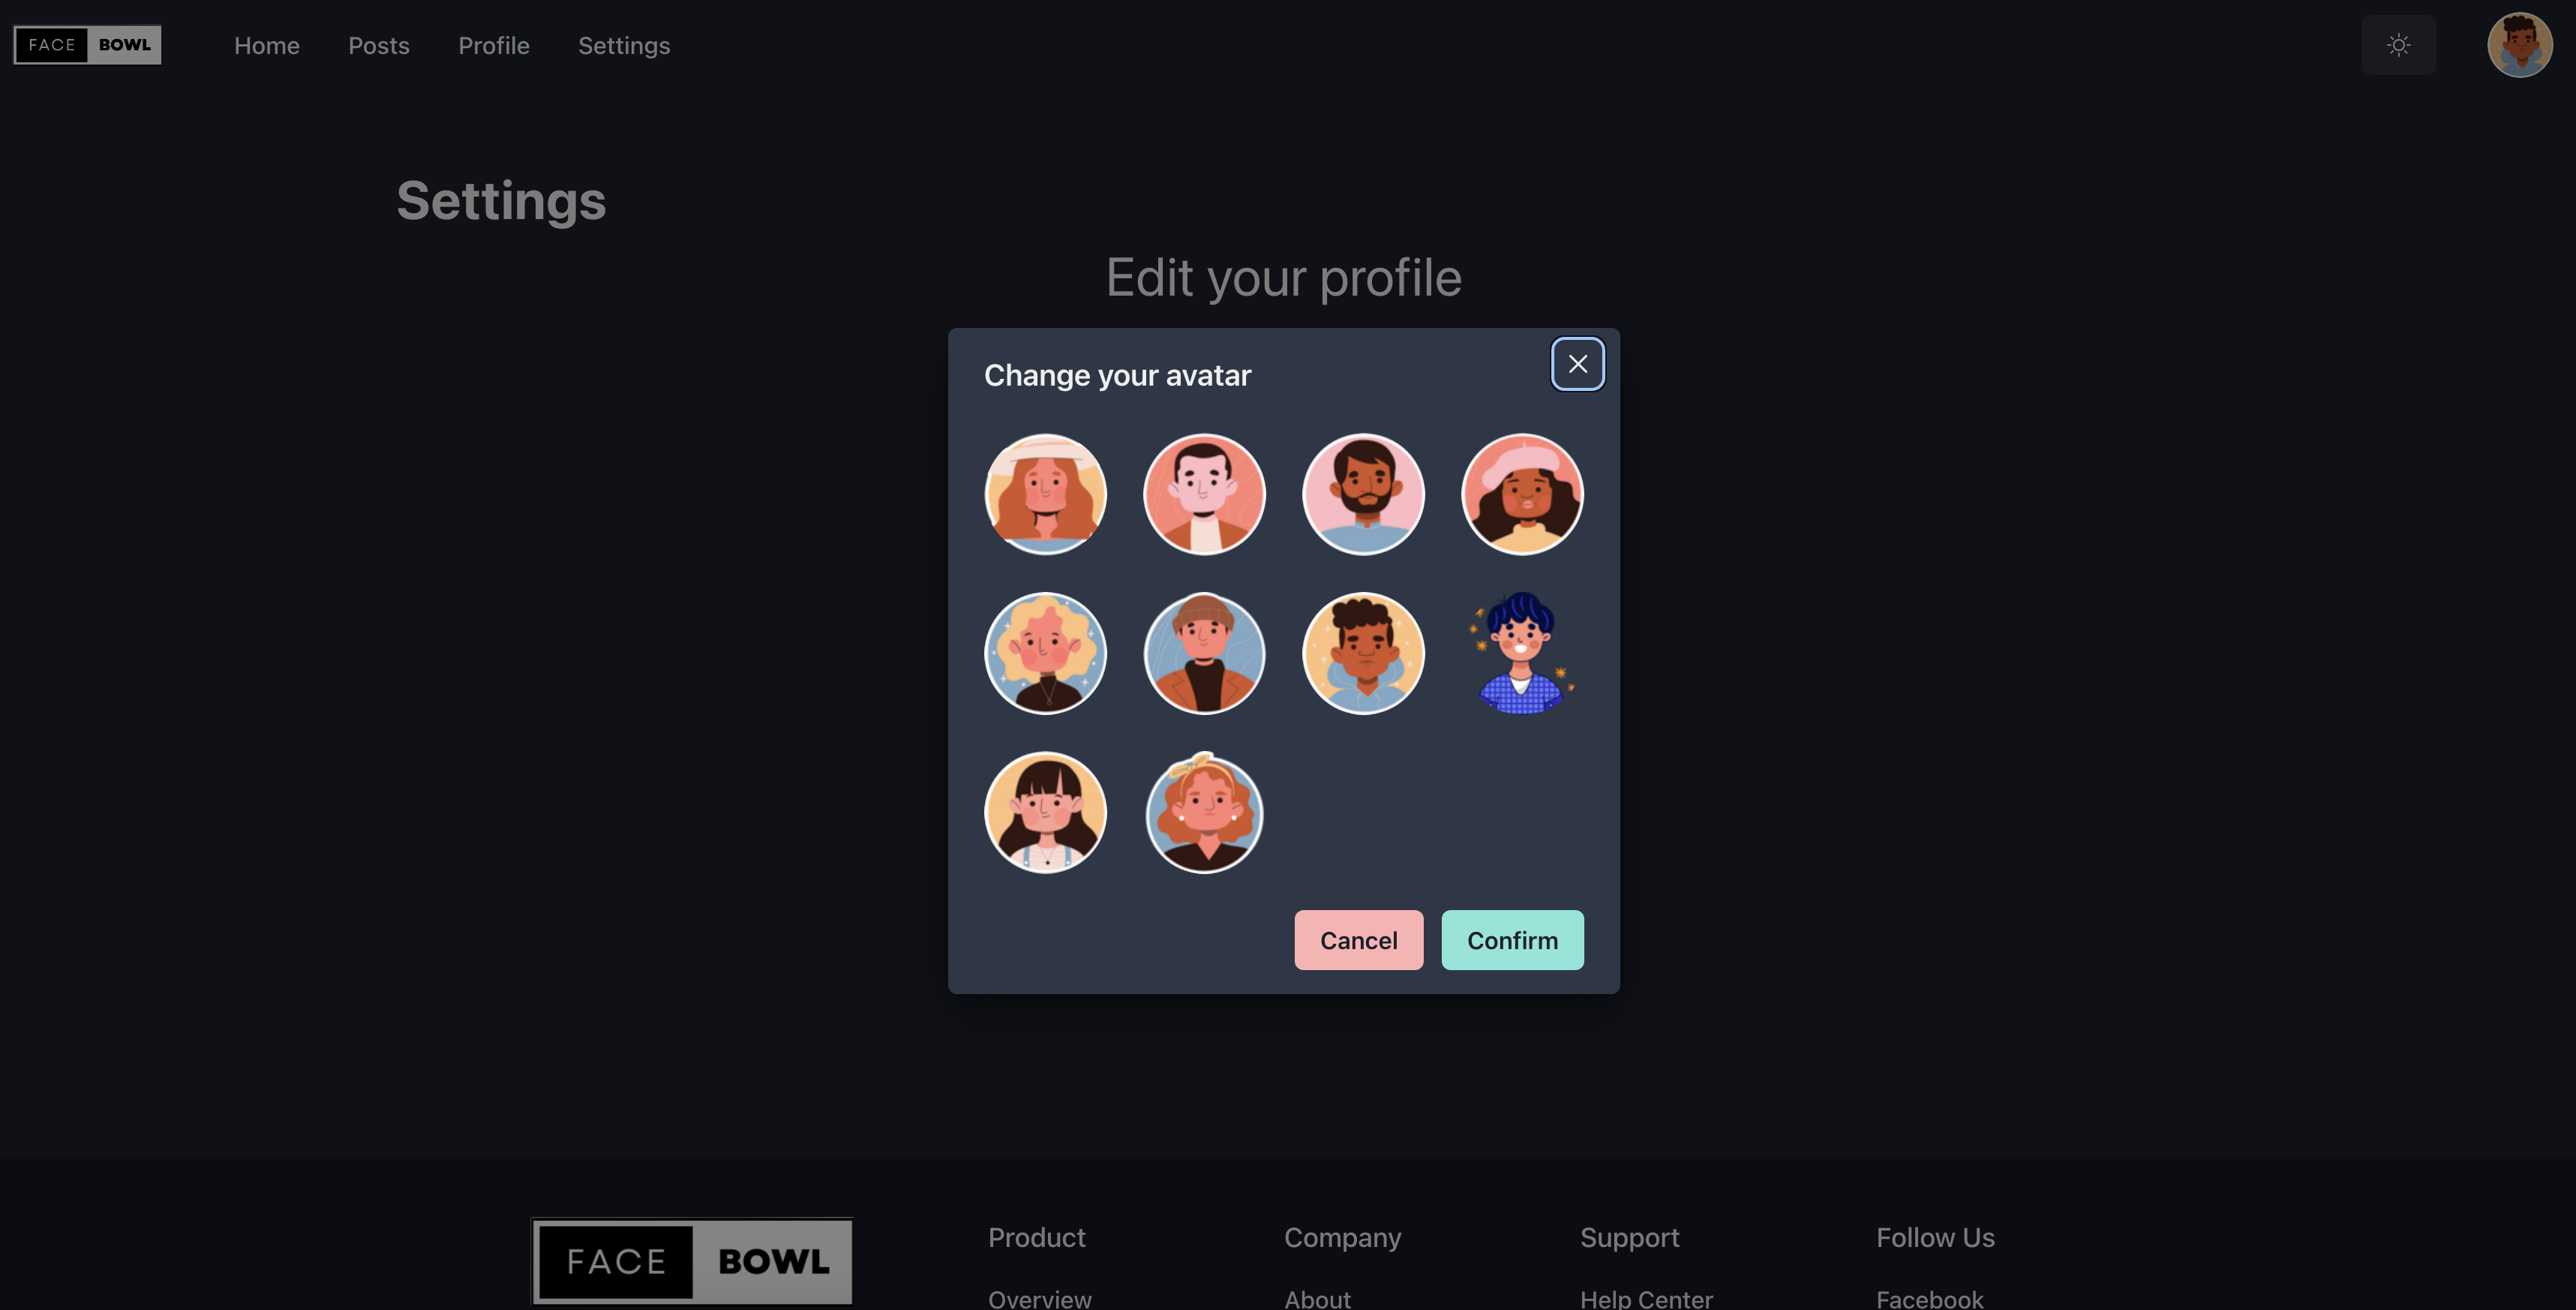 FACE BOWL Home Posts Profile Settings
Settings
Edit your profile
Change your avatar
Cancel Confirm
FACE BOWL
Product Company Support Follow Us
Overview About Help Center Facebook